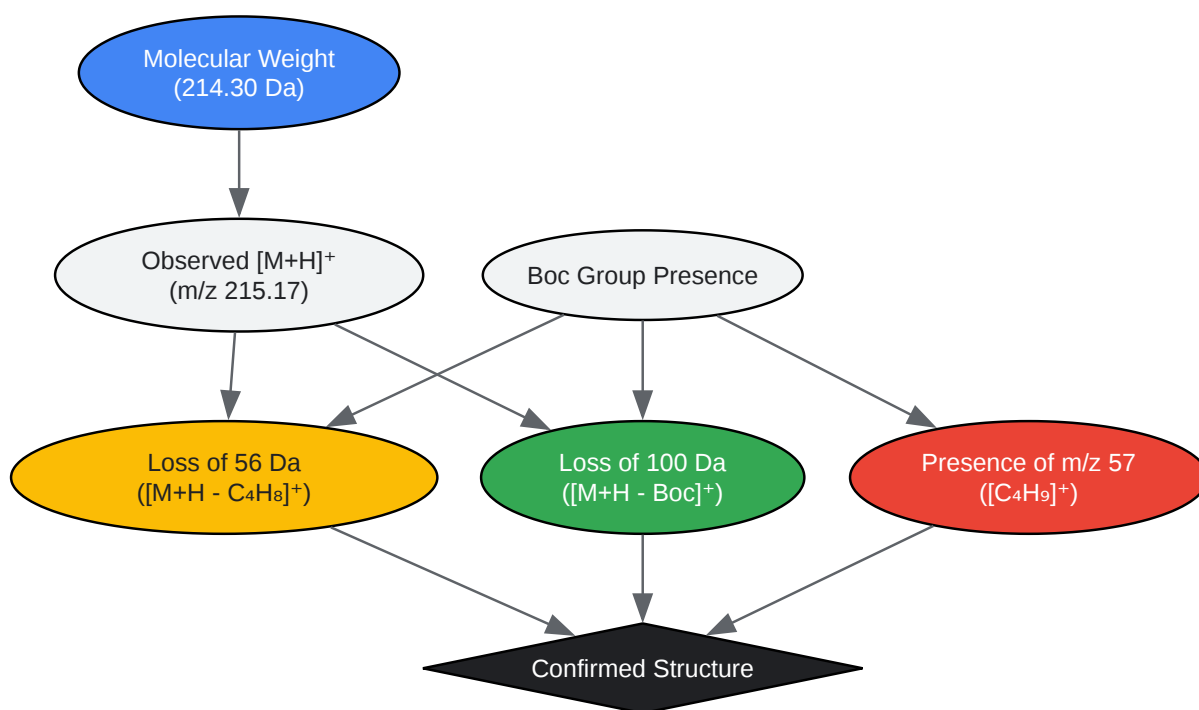 Molecular Weight
(214.30 Da)
Observed [M+H]⁺
(m/z 215.17)
Boc Group Presence
Loss of 56 Da
([M+H - C₄H₈]⁺)
Loss of 100 Da
([M+H - Boc]⁺)
Presence of m/z 57
([C₄H₉]⁺)
Confirmed Structure